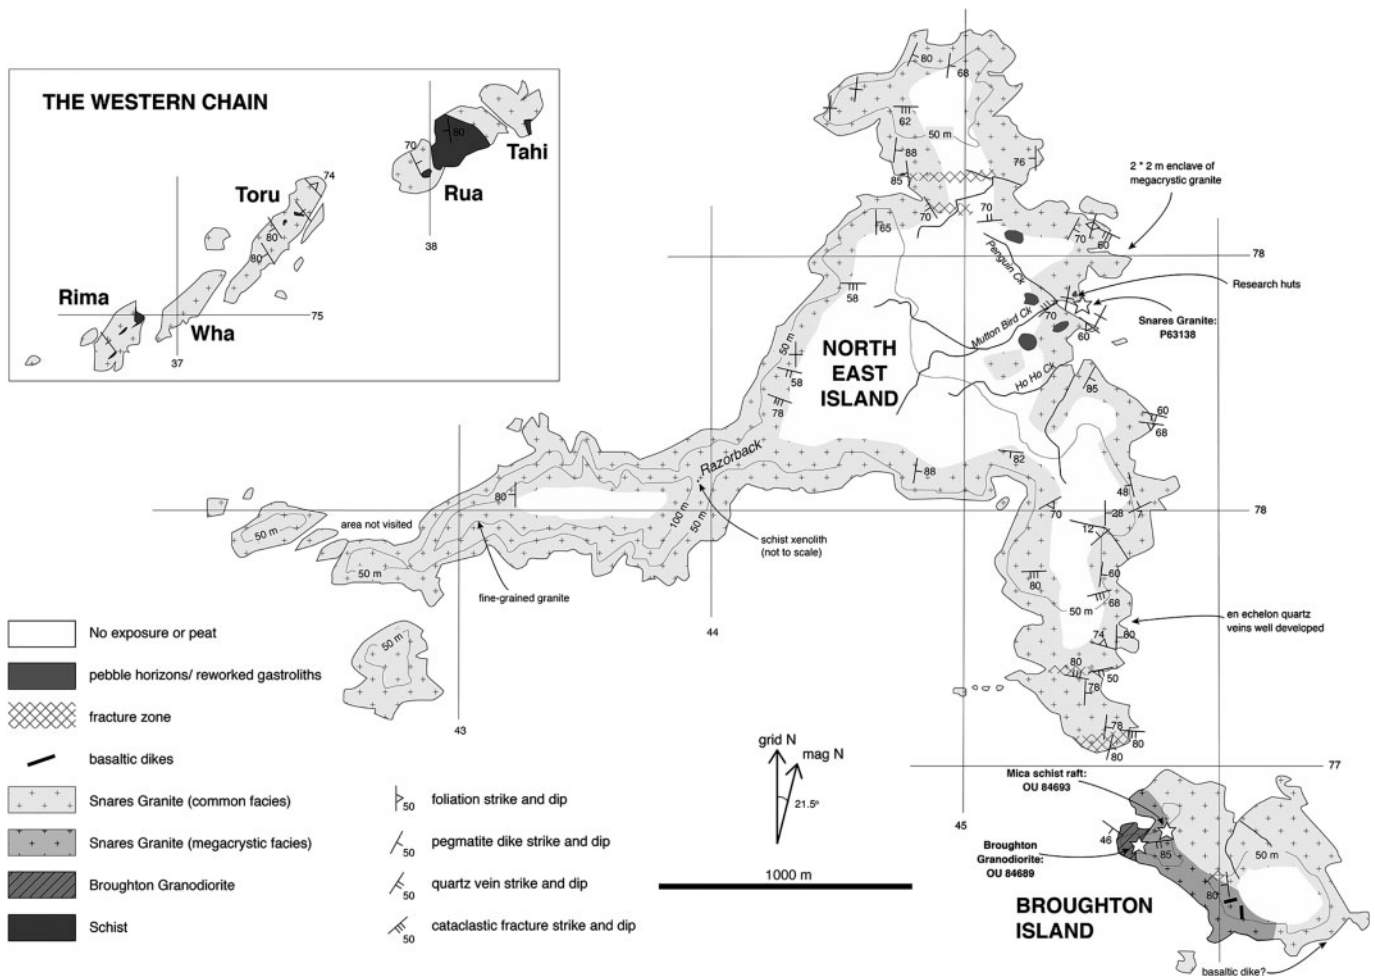 THE WESTERN CHAIN
80
Tahi
70
Rua
38
74
Toru
80
80
Rima
Wha
75
37
80
68
62
50 m
88
76
85
70
70
65
70
80
2 * 2 m enclave of
megacrystic granite
78
Penguin Ck
Research huts
58
Mutton Bird Ck
70
60
Snares Granite:
P63138
50 m
NORTH
EAST
ISLAND
Ho Ho Ck
58
85
78
60
68
Razorback
88
82
80
48
area not visited
50 m
100 m
50 m
70
28
7
78
12
schist xenolith
(not to scale)
50 m
fine-grained granite
80
60
68
50 m
43
44
en echelon quartz
veins well developed
74
80
50 m
80
50
78
78
80
80
77
45
No exposure or peat
pebble horizons/ reworked gastroliths
fracture zone
basaltic dikes
Snares Granite (common facies)
Snares Granite (megacrystic facies)
Broughton Granodiorite
Schist
50
foliation strike and dip
50
pegmatite dike strike and dip
50
quartz vein strike and dip
50
cataclastic fracture strike and dip
grid N
mag N
21.5º
1000 m
Mica schist raft:
OU 84693
46
Broughton
Granodiorite:
OU 84689
85
50 m
80
BROUGHTON
ISLAND
basaltic dike?